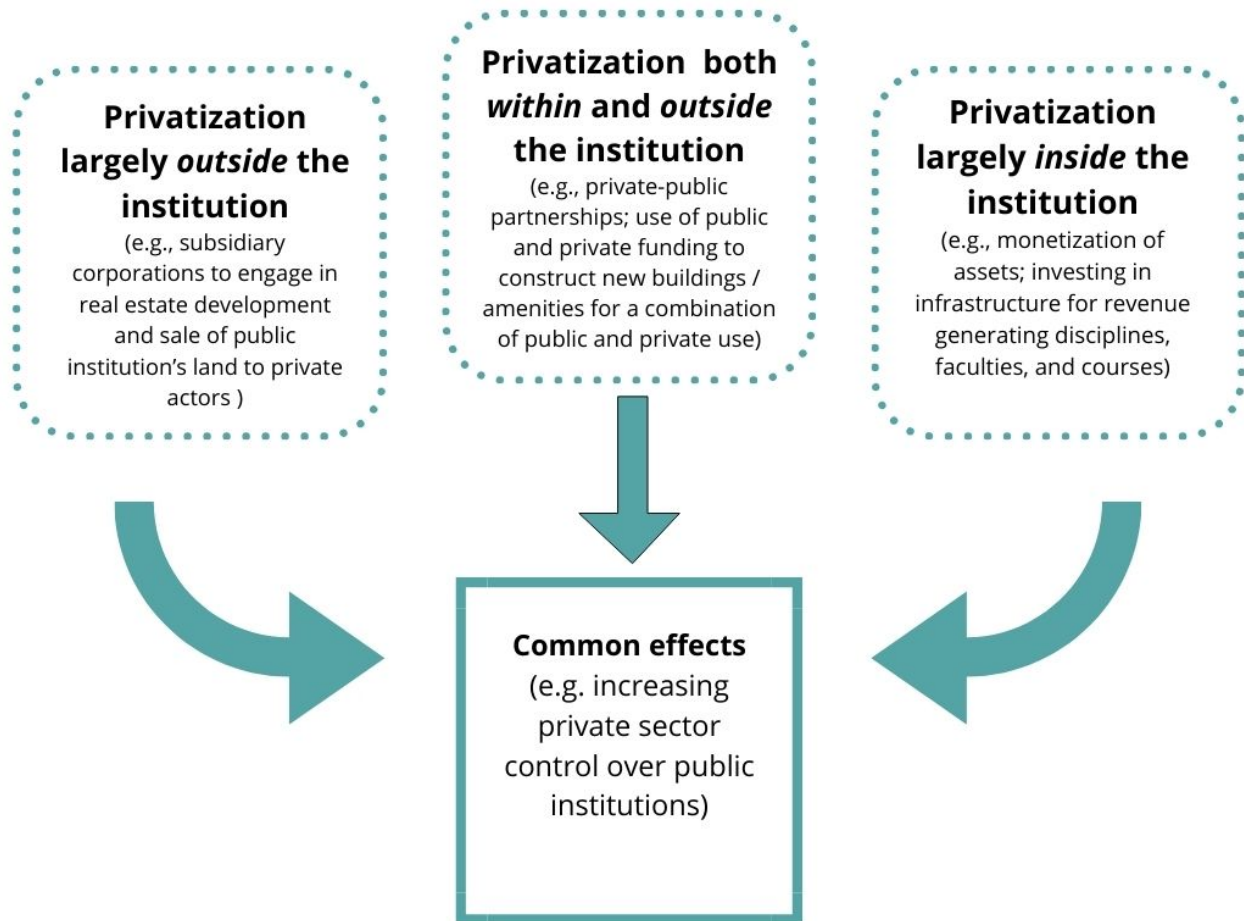 Privatization
largely outside the
institution
(e.g., subsidiary
corporations to engage in
real estate development
and sale of public
institution’s land to private
actors )
Privatization both
within and outside
the institution
(e.g., private-public
partnerships; use of public
and private funding to
construct new buildings /
amenities for a combination
of public and private use)
Privatization
largely inside the
institution
(e.g., monetization of
assets; investing in
infrastructure for revenue
generating disciplines,
faculties, and courses)
Common effects
(e.g. increasing
private sector
control over public
institutions)